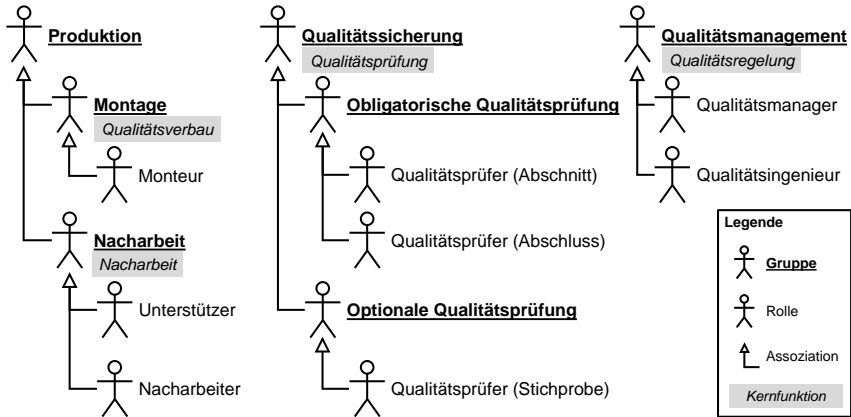 Produktion
Montage
Qualitätsverbau
Monteur
Nacharbeit
Nacharbeit
Unterstützer
Nacharbeiter
Qualitätssicherung
Qualitätsprüfung
Obligatorische Qualitätsprüfung
Qualitätsprüfer (Abschnitt)
Qualitätsprüfer (Abschluss)
Optionale Qualitätsprüfung
Qualitätsprüfer (Stichprobe)
Qualitätsmanagement
Qualitätsregelung
Qualitätsmanager
Qualitätsingenieur
Legende
Gruppe
Rolle
Assoziation
Kernfunktion